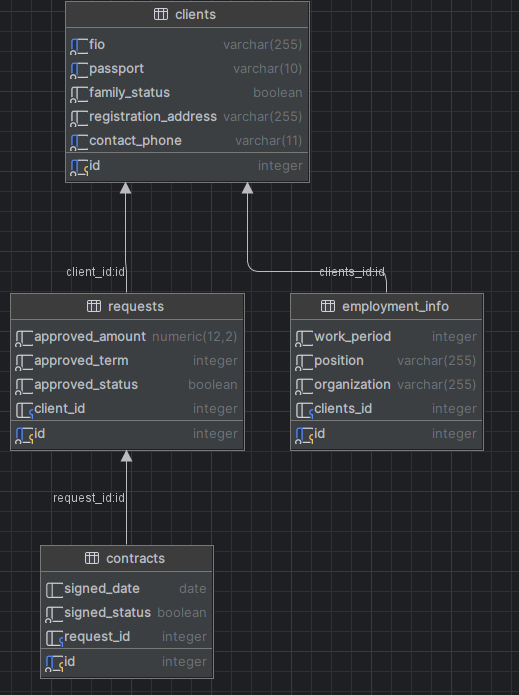 clients
fio varchar(255)
passport varchar(10)
family_status boolean
registration_address varchar(255)
contact_phone varchar(11)
id integer
client_id:id
clients_id:id
requests
approved_amount numeric(12,2)
approved_term integer
approved_status boolean
client_id integer
id integer
employment_info
work_period integer
position varchar(255)
organization varchar(255)
clients_id integer
id integer
request_id:id
contracts
signed_date date
signed_status boolean
request_id integer
id integer